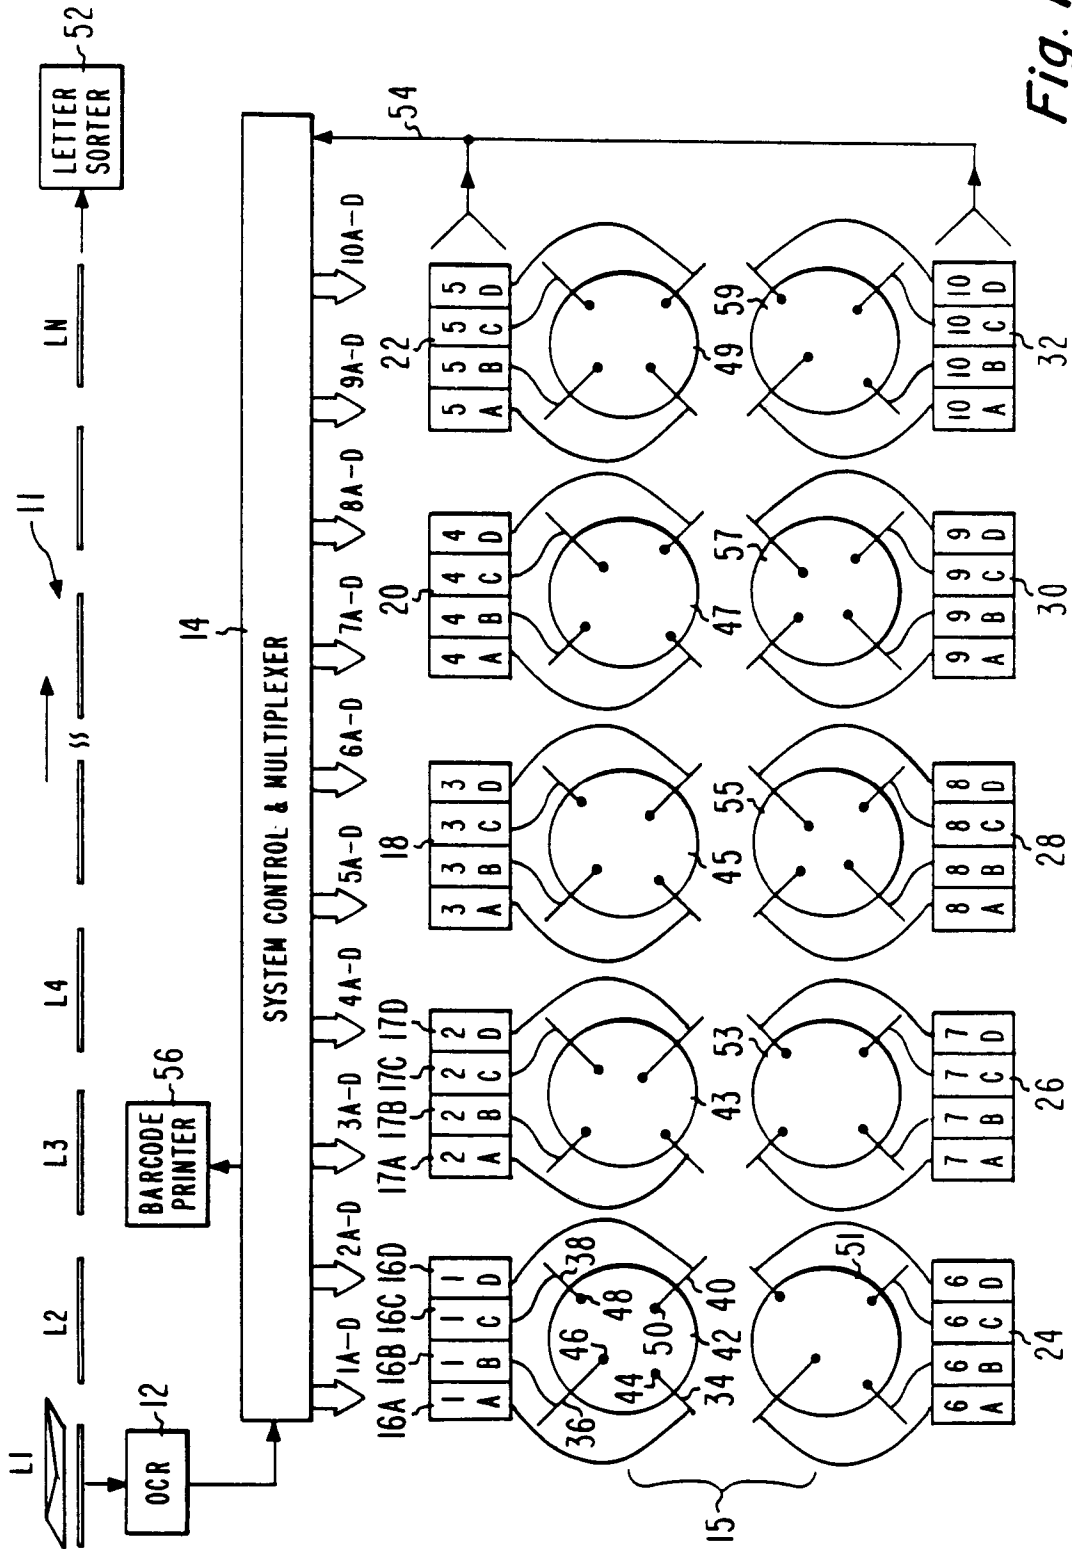 L1 L2 L3 L4 LN
11
LETTER
SORTER
52
OCR
12
BARCODE
PRINTER
56
14
SYSTEM CONTROL & MULTIPLEXER
54
1A-D 2A-D 3A-D 4A-D 5A-D 6A-D 7A-D 8A-D 9A-D 10A-D
16A 16B 16C 16D 17A 17B 17C 17D 18 20 22
1 1 1 1 2 2 2 2 3 3 3 3 4 4 4 4 5 5 5 5
A B C D A B C D A B C D A B C D A B C D
36 46 48 38
44 50
34 42 40 43 45 47 49
15
51 53 55 57 59
6 6 6 6 7 7 7 7 8 8 8 8 9 9 9 9 10 10 10 10
A B C D A B C D A B C D A B C D A B C D
24 26 28 30 32